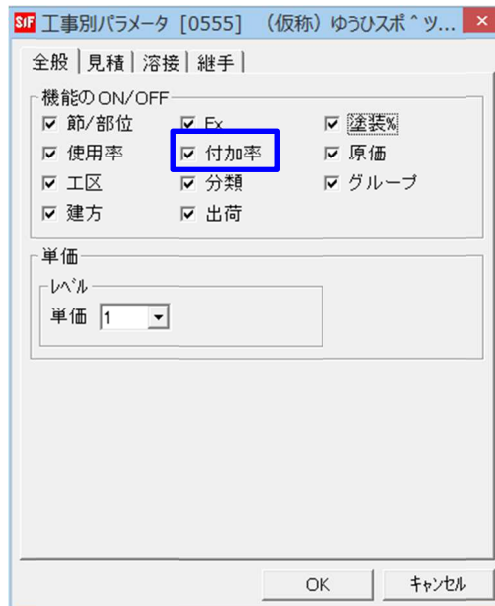 SIF 工事別パラメータ [0555] （仮称）ゆうひスポ゜ツ... ×
全般 見積 溶接 継手
機能のON/OFF
節/部位 Ex 塗装%
使用率 付加率 原価
工区 分類 グループ
建方 出荷
単価
レベル
単価 1
OK キャンセル